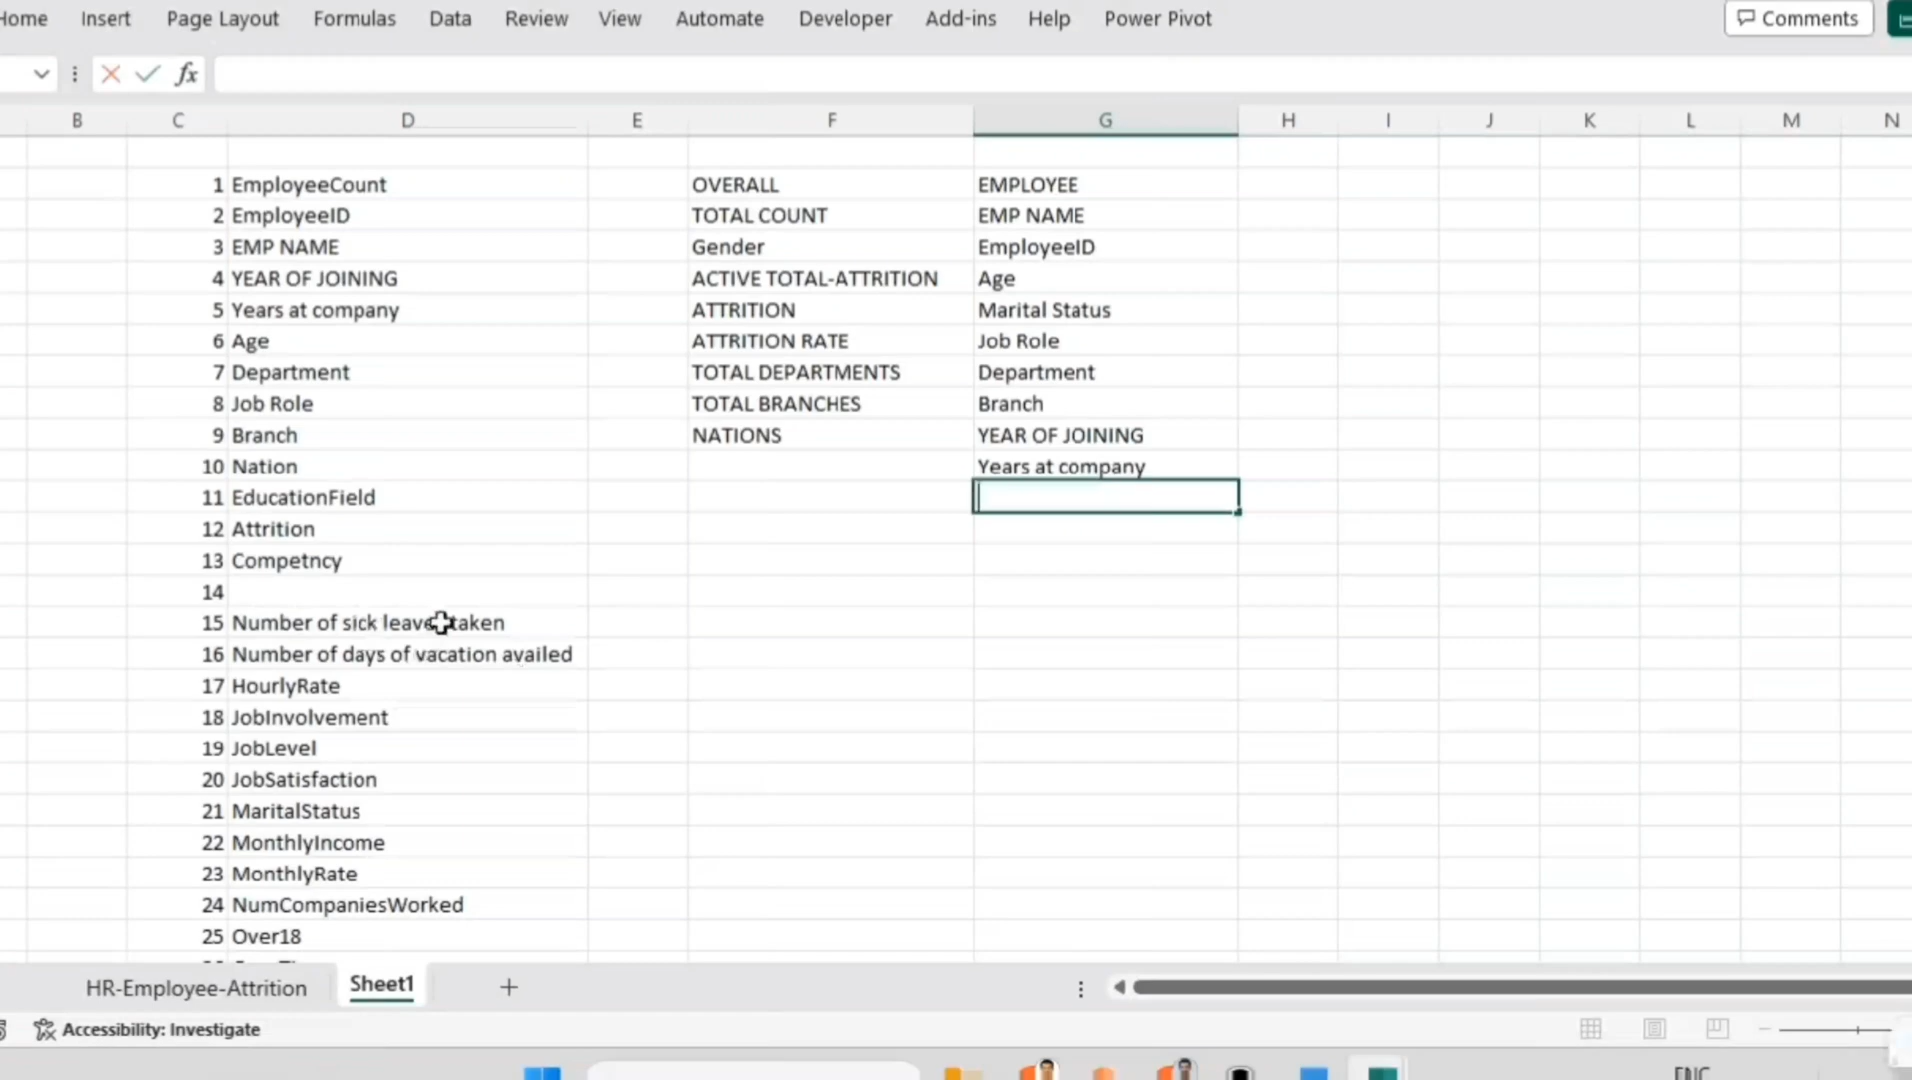 Home Insert Page Layout Formulas Data Review View Automate Developer Add-ins Help Power Pivot Comments
fx
B C D E F G H I J K L M N
1 EmployeeCount OVERALL EMPLOYEE
2 EmployeeID TOTAL COUNT EMP NAME
3 EMP NAME Gender EmployeeID
4 YEAR OF JOINING ACTIVE TOTAL-ATTRITION Age
5 Years at company ATTRITION Marital Status
6 Age ATTRITION RATE Job Role
7 Department TOTAL DEPARTMENTS Department
8 Job Role TOTAL BRANCHES Branch
9 Branch NATIONS YEAR OF JOINING
10 Nation Years at company
11 EducationField
12 Attrition
13 Competncy
14
15 Number of sick leaves taken
16 Number of days of vacation availed
17 HourlyRate
18 JobInvolvement
19 JobLevel
20 JobSatisfaction
21 MaritalStatus
22 MonthlyIncome
23 MonthlyRate
24 NumCompaniesWorked
25 Over18
HR-Employee-Attrition Sheet1
Accessibility: Investigate
ENG